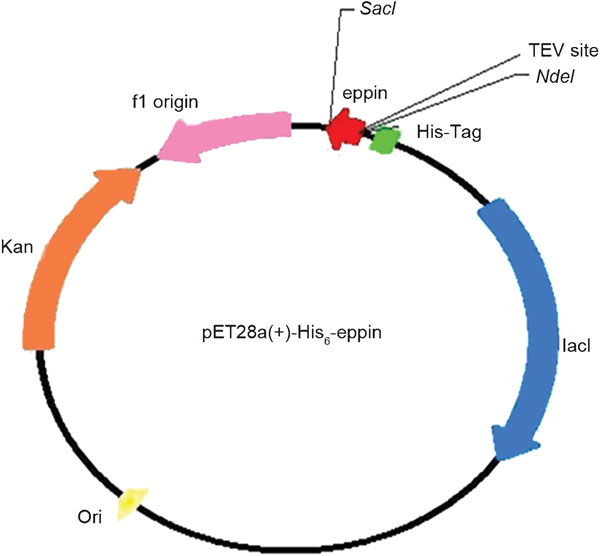 SacI
TEV site
eppin
NdeI
f1 origin
His-Tag
Kan
pET28a(+)-His6-eppin
lacI
Ori